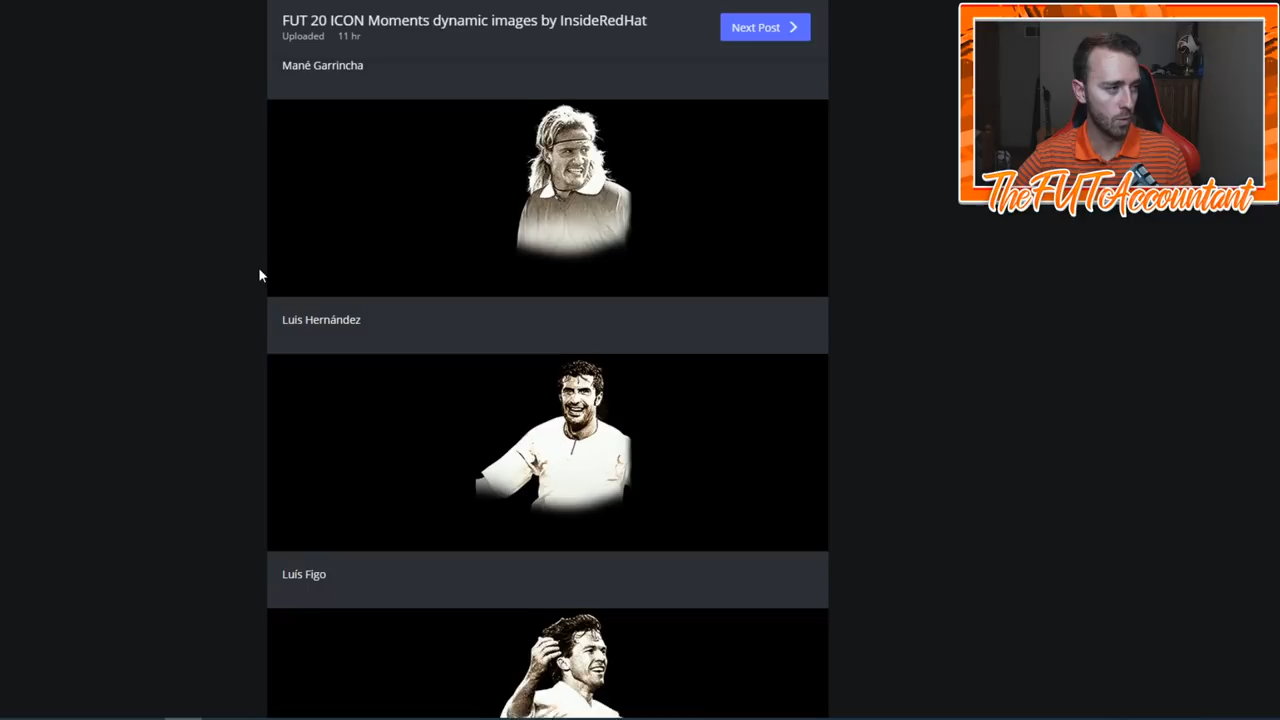 FUT 20 ICON Moments dynamic images by InsideRedHat
Uploaded 11 hr
Next Post
Mané Garrincha
Luis Hernández
Luís Figo
TheFUTAccountant